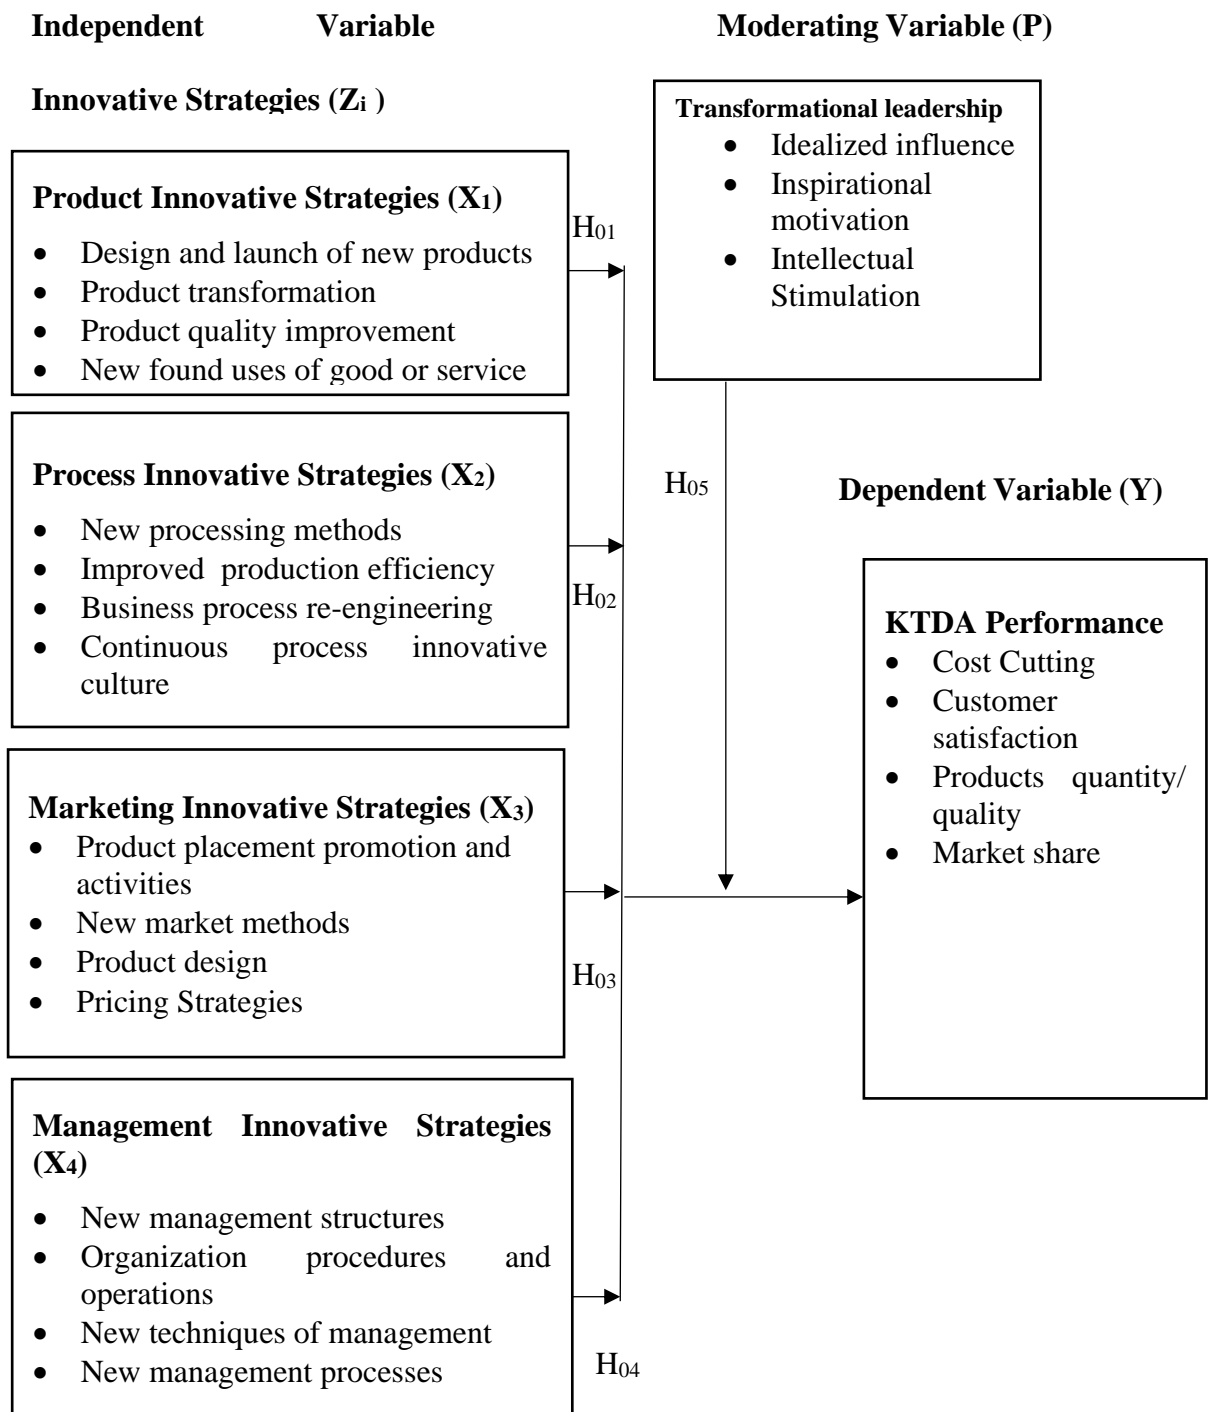 Independent Variable
Innovative Strategies (Zi )
Product Innovative Strategies (X1)
• Design and launch of new products
• Product transformation
• Product quality improvement
• New found uses of good or service
H01
Process Innovative Strategies (X2)
• New processing methods
• Improved production efficiency
• Business process re-engineering
• Continuous process innovative
culture
H02
Marketing Innovative Strategies (X3)
• Product placement promotion and
activities
• New market methods
• Product design
• Pricing Strategies
H03
Management Innovative Strategies
(X4)
• New management structures
• Organization procedures and
operations
• New techniques of management
• New management processes
H04
Moderating Variable (P)
Transformational leadership
• Idealized influence
• Inspirational
motivation
• Intellectual
Stimulation
H05
Dependent Variable (Y)
KTDA Performance
• Cost Cutting
• Customer
satisfaction
• Products quantity/
quality
• Market share